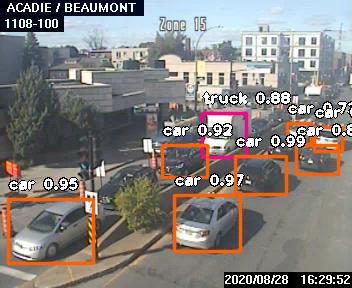 ACADIE / BEAUMONT
1108-100
Zone 15
truck 0.88
car 0.92
car 0.99
car 0.95
car 0.97
2020/08/28 16:29:52